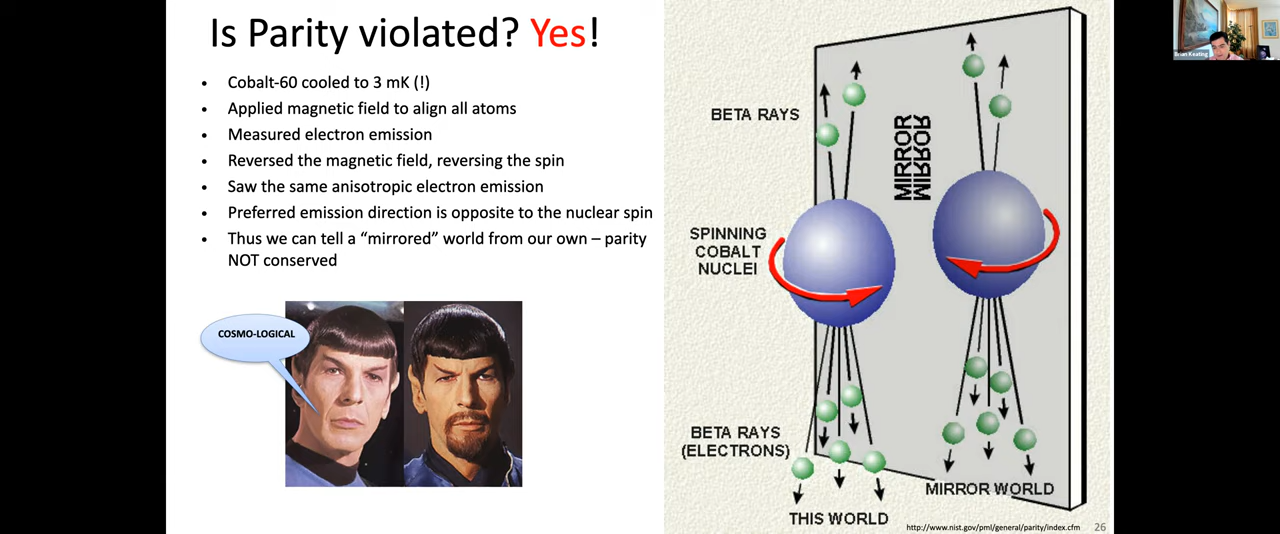 Is Parity violated? Yes!
• Cobalt-60 cooled to 3 mK (!)
• Applied magnetic field to align all atoms
• Measured electron emission
• Reversed the magnetic field, reversing the spin
• Saw the same anisotropic electron emission
• Preferred emission direction is opposite to the nuclear spin
• Thus we can tell a “mirrored” world from our own – parity
NOT conserved
COSMO-LOGICAL
BETA RAYS
MIRROR
MIRROR
SPINNING
COBALT
NUCLEI
BETA RAYS
(ELECTRONS)
MIRROR WORLD
THIS WORLD
http://www.nist.gov/pml/general/parity/index.cfm
26
Brian Keating